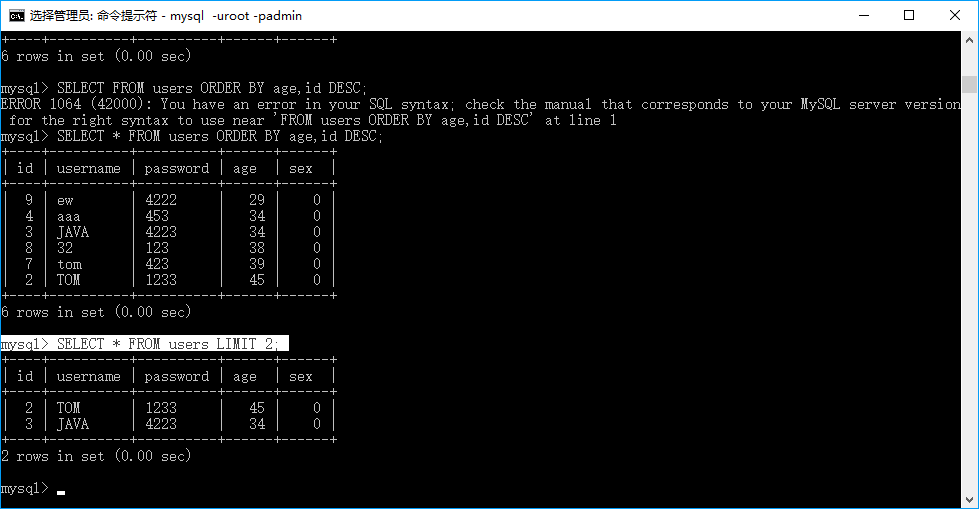 选择管理员: 命令提示符 - mysql -uroot -padmin
+----+----------+----------+------+------+
6 rows in set (0.00 sec)
mysql> SELECT FROM users ORDER BY age,id DESC;
ERROR 1064 (42000): You have an error in your SQL syntax; check the manual that corresponds to your MySQL server version
for the right syntax to use near 'FROM users ORDER BY age,id DESC' at line 1
mysql> SELECT * FROM users ORDER BY age,id DESC;
+----+----------+----------+------+------+
| id | username | password | age  | sex  |
+----+----------+----------+------+------+
|  9 | ew       | 4222     |   29 |    0 |
|  4 | aaa      | 453      |   34 |    0 |
|  3 | JAVA     | 4223     |   34 |    0 |
|  8 | 32       | 123      |   38 |    0 |
|  7 | tom      | 423      |   39 |    0 |
|  2 | TOM      | 1233     |   45 |    0 |
+----+----------+----------+------+------+
6 rows in set (0.00 sec)
mysql> SELECT * FROM users LIMIT 2;
+----+----------+----------+------+------+
| id | username | password | age  | sex  |
+----+----------+----------+------+------+
|  2 | TOM      | 1233     |   45 |    0 |
|  3 | JAVA     | 4223     |   34 |    0 |
+----+----------+----------+------+------+
2 rows in set (0.00 sec)
mysql>